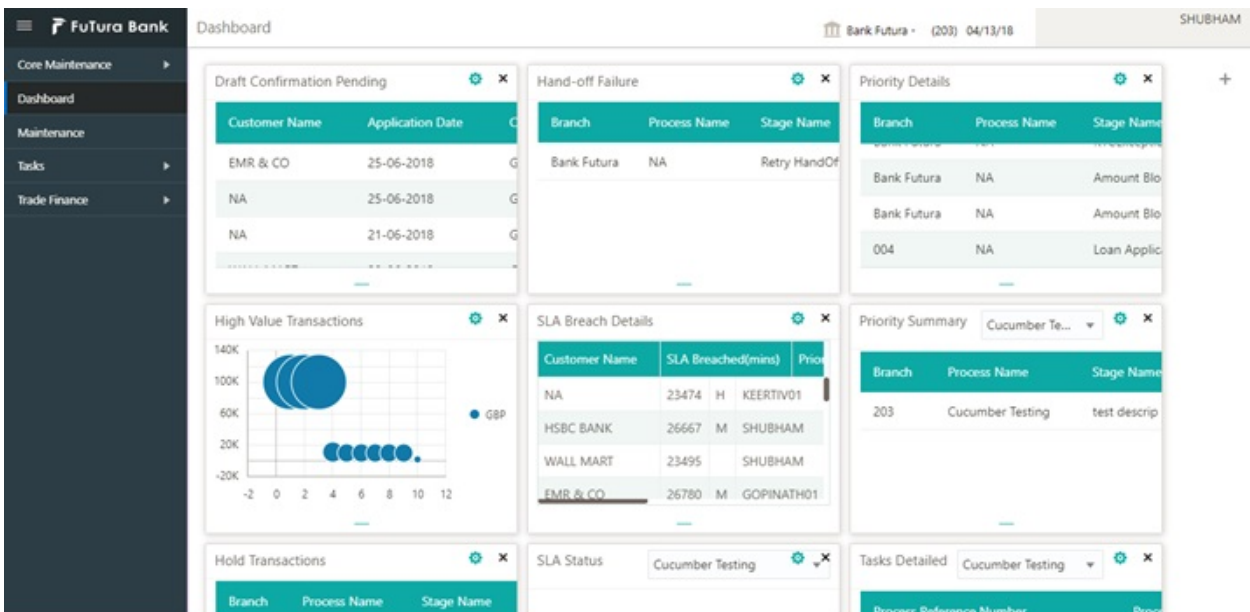 FuTura Bank
Dashboard
Bank Futura - (203) 04/13/18
SHUBHAM
Core Maintenance
Dashboard
Maintenance
Tasks
Trade Finance
Draft Confirmation Pending
Customer Name Application Date
EMR & CO 25-06-2018 G
NA 25-06-2018 G
NA 21-06-2018 G
Hand-off Failure
Branch Process Name Stage Name
Bank Futura NA Retry HandOf
Priority Details
Branch Process Name Stage Name
Bank Futura NA Amount Blo
Bank Futura NA Amount Blo
004 NA Loan Applic
High Value Transactions
140K
100K
60K
20K
-20K
-2 0 2 4 6 8 10 12
GBP
SLA Breach Details
Customer Name SLA Breached(mins) Prior
NA 23474 H KEERTIV01
HSBC BANK 26667 M SHUBHAM
WALL MART 23495 SHUBHAM
EMR & CO 26780 M GOPINATH01
Priority Summary Cucumber Te...
Branch Process Name Stage Name
203 Cucumber Testing test descrip
Hold Transactions
Branch Process Name Stage Name
SLA Status Cucumber Testing
Tasks Detailed Cucumber Testing
Process Reference Number Proce